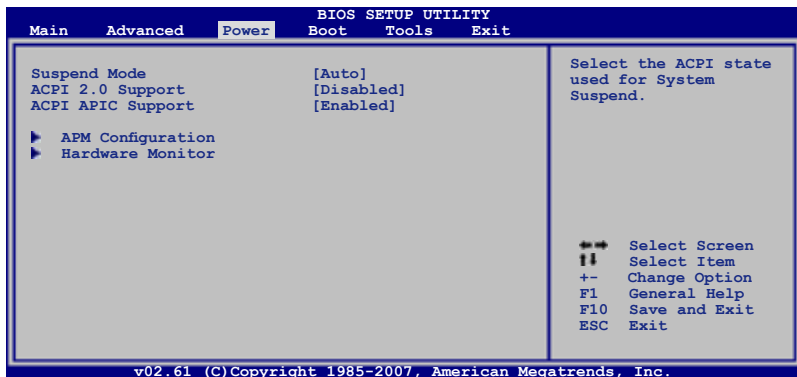 BIOS SETUP UTILITY
Main Advanced Power Boot Tools Exit
Suspend Mode [Auto]
ACPI 2.0 Support [Disabled]
ACPI APIC Support [Enabled]
APM Configuration
Hardware Monitor
Select the ACPI state
used for System
Suspend.
Select Screen
Select Item
+- Change Option
F1 General Help
F10 Save and Exit
ESC Exit
v02.61 (C)Copyright 1985-2007, American Megatrends, Inc.